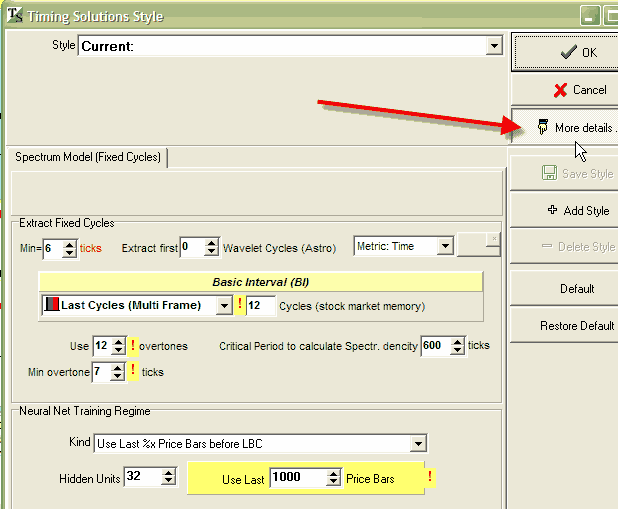 TS Timing Solutions Style
Style Current:
OK
Cancel
More details .
Spectrum Model (Fixed Cycles)
Save Style
Add Style
Delete Style
Default
Restore Default
Extract Fixed Cycles
Min= 6 ticks Extract first 0 Wavelet Cycles (Astro) Metric: Time
Basic Interval (BI)
Last Cycles (Multi Frame) ! 12 Cycles (stock market memory)
Use 12 ! overtones Critical Period to calculate Spectr. dencity 600 ticks
Min overtone 7 ! ticks
Neural Net Training Regime
Kind Use Last %x Price Bars before LBC
Hidden Units 32 Use Last 1000 Price Bars !